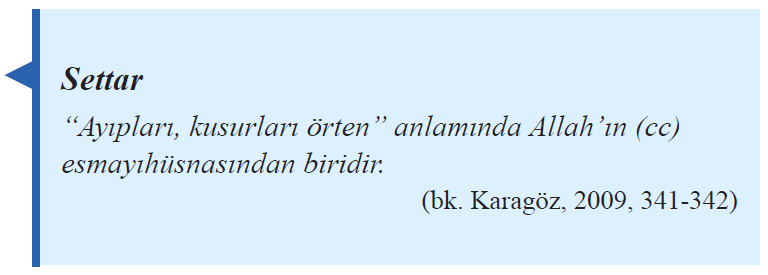 Settar
“Ayıpları, kusurları örten” anlamında Allah’ın (cc)
esmayıhüsnasından biridir.
(bk. Karagöz, 2009, 341-342)